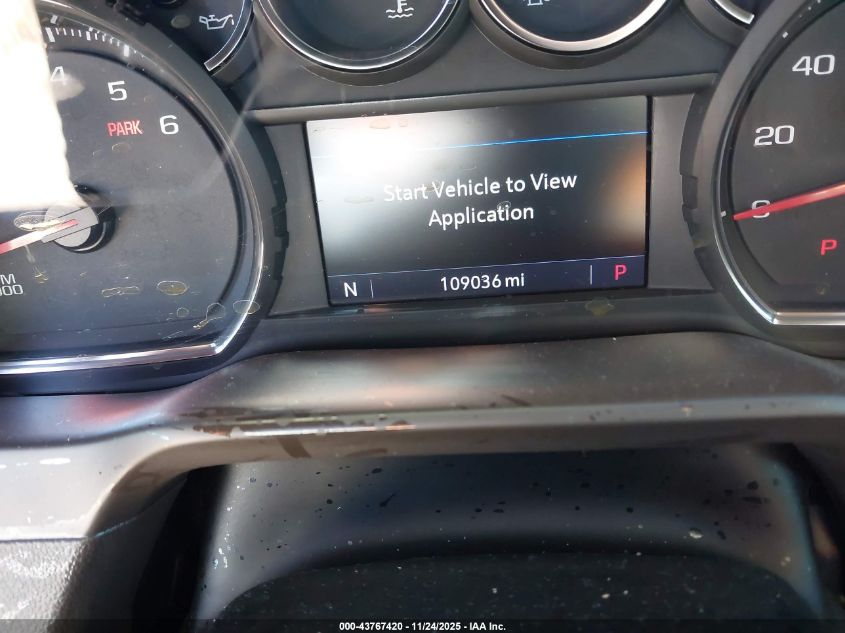 4
5
PARK 6
40
20
0
P
Start Vehicle to View
Application
N 109036 mi P
000-43767420 • 11/24/2025 • IAA Inc.